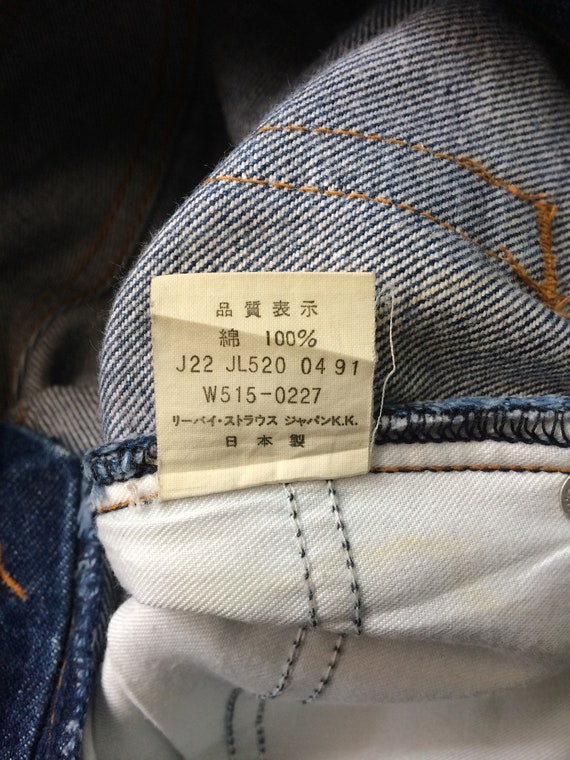 品質表示
綿 100%
J22 JL520 04 91
W515-0227
リーバイ・ストラウス ジャパンK.K.
日本製